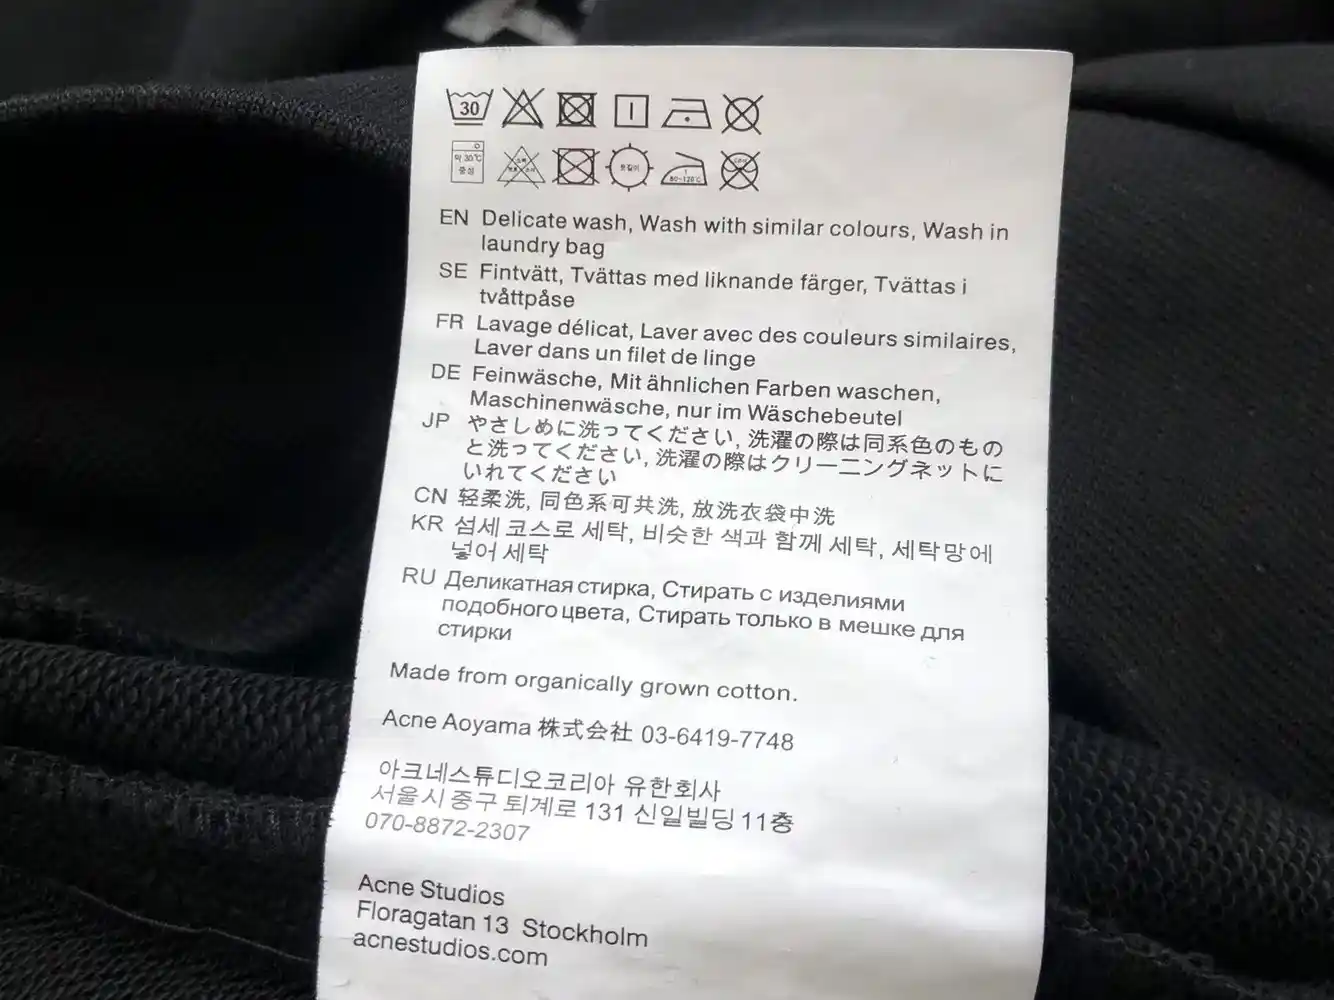 30
약 30℃
중성
옷걸이
80~120℃
EN Delicate wash, Wash with similar colours, Wash in
laundry bag
SE Fintvätt, Tvättas med liknande färger, Tvättas i
tvåttpåse
FR Lavage délicat, Laver avec des couleurs similaires,
Laver dans un filet de linge
DE Feinwäsche, Mit ähnlichen Farben waschen,
Maschinenwäsche, nur im Wäschebeutel
JP やさしめに洗ってください, 洗濯の際は同系色のもの
と洗ってください, 洗濯の際はクリーニングネットに
いれてください
CN 轻柔洗, 同色系可共洗, 放洗衣袋中洗
KR 섬세 코스로 세탁, 비슷한 색과 함께 세탁, 세탁망에
넣어 세탁
RU Деликатная стирка, Стирать с изделиями
подобного цвета, Стирать только в мешке для
стирки
Made from organically grown cotton.
Acne Aoyama 株式会社 03-6419-7748
아크네스튜디오코리아 유한회사
서울시 중구 퇴계로 131 신일빌딩 11층
070-8872-2307
Acne Studios
Floragatan 13 Stockholm
acnestudios.com